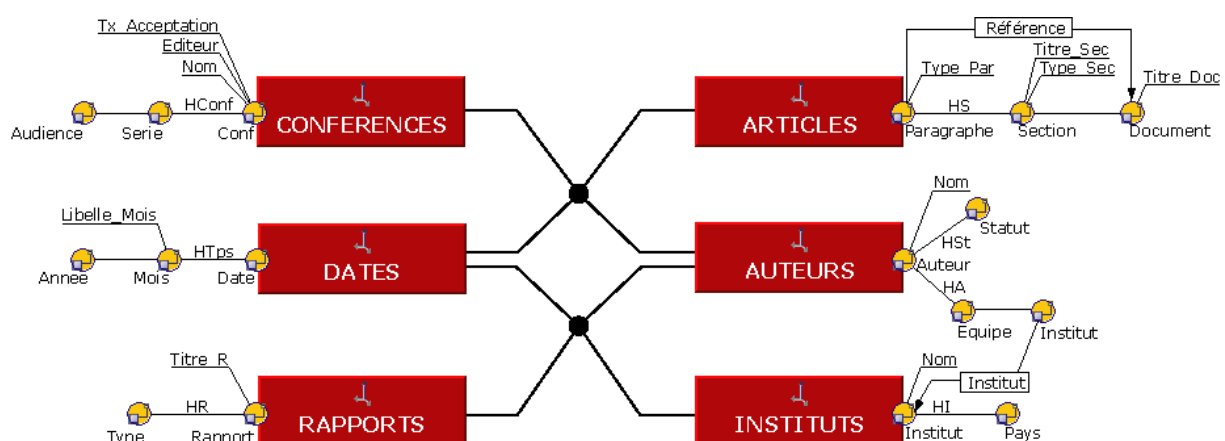 Tx_Acceptation
Editeur
Nom
HConf
Audience
Serie
Conf
CONFERENCES
ARTICLES
Référence
Type_Par
Titre_Sec
Type_Sec
Titre_Doc
HS
Paragraphe
Section
Document
Libelle_Mois
HTps
Annee
Mois
Date
DATES
AUTEURS
Nom
Statut
HSt
Auteur
HA
Equipe
Institut
Titre_R
HR
Type
Rapport
RAPPORTS
INSTITUTS
Nom
Institut
HI
Institut
Pays